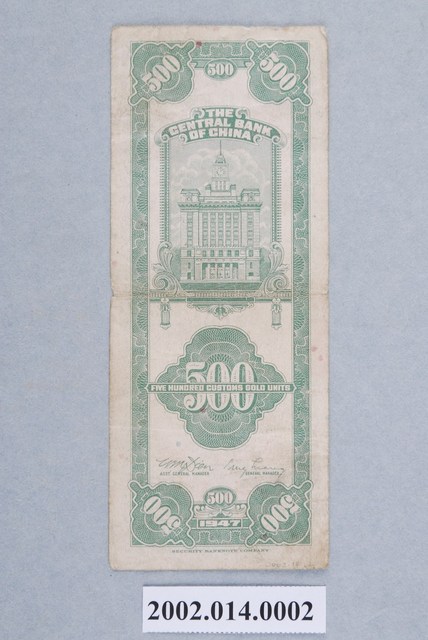 500 500 500
THE
CENTRAL BANK
OF CHINA
500
FIVE HUNDRED CUSTOMS GOLD UNITS
ASST. GENERAL MANAGER GENERAL MANAGER
500 500 500
1947
SECURITY BANKNOTE COMPANY
2002.014.0002